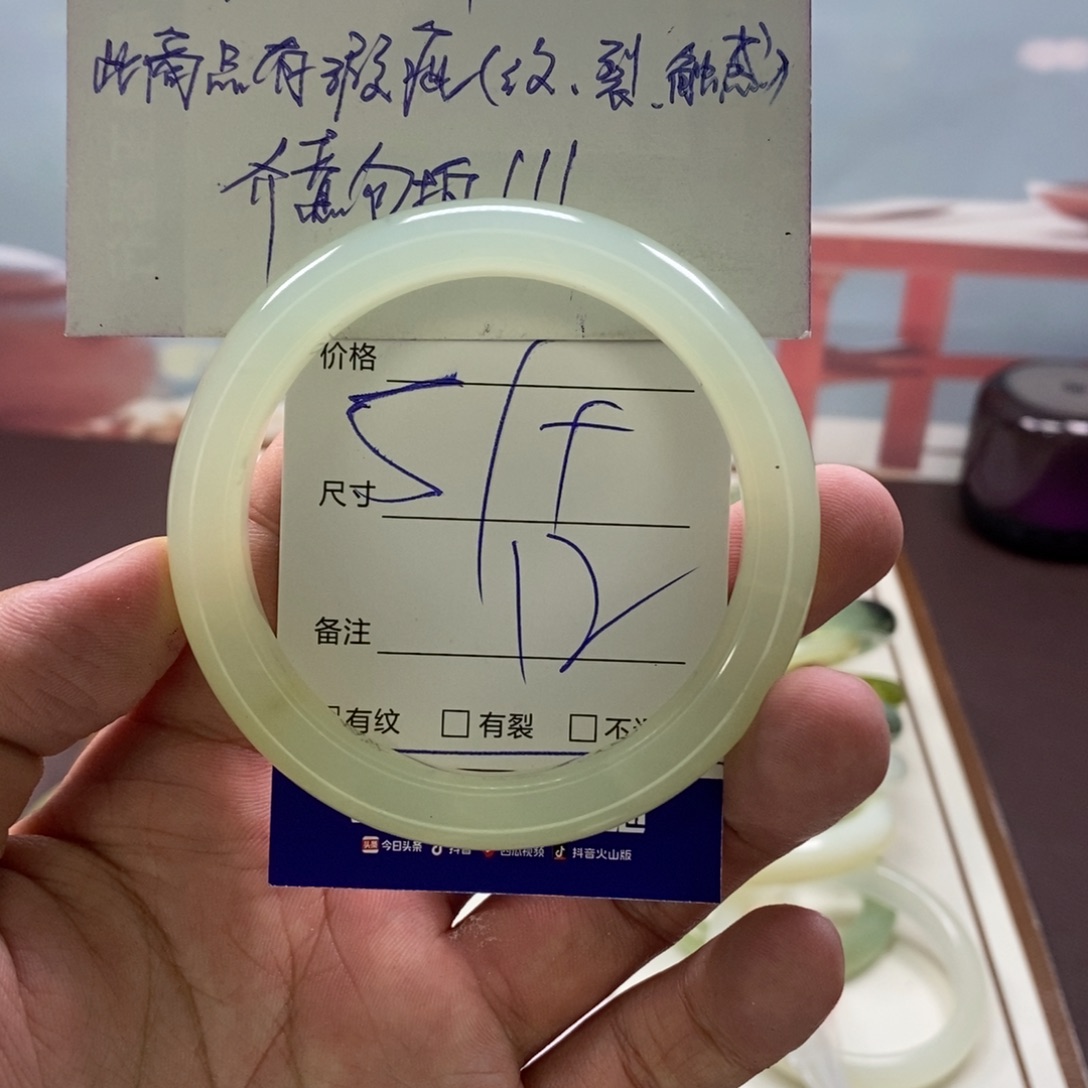 此商品有瑕疵(纹、裂、触感)
介意勿拍!!!
价格
尺寸
备注
有纹 有裂
今日头条 抖音 西瓜视频 抖音火山版